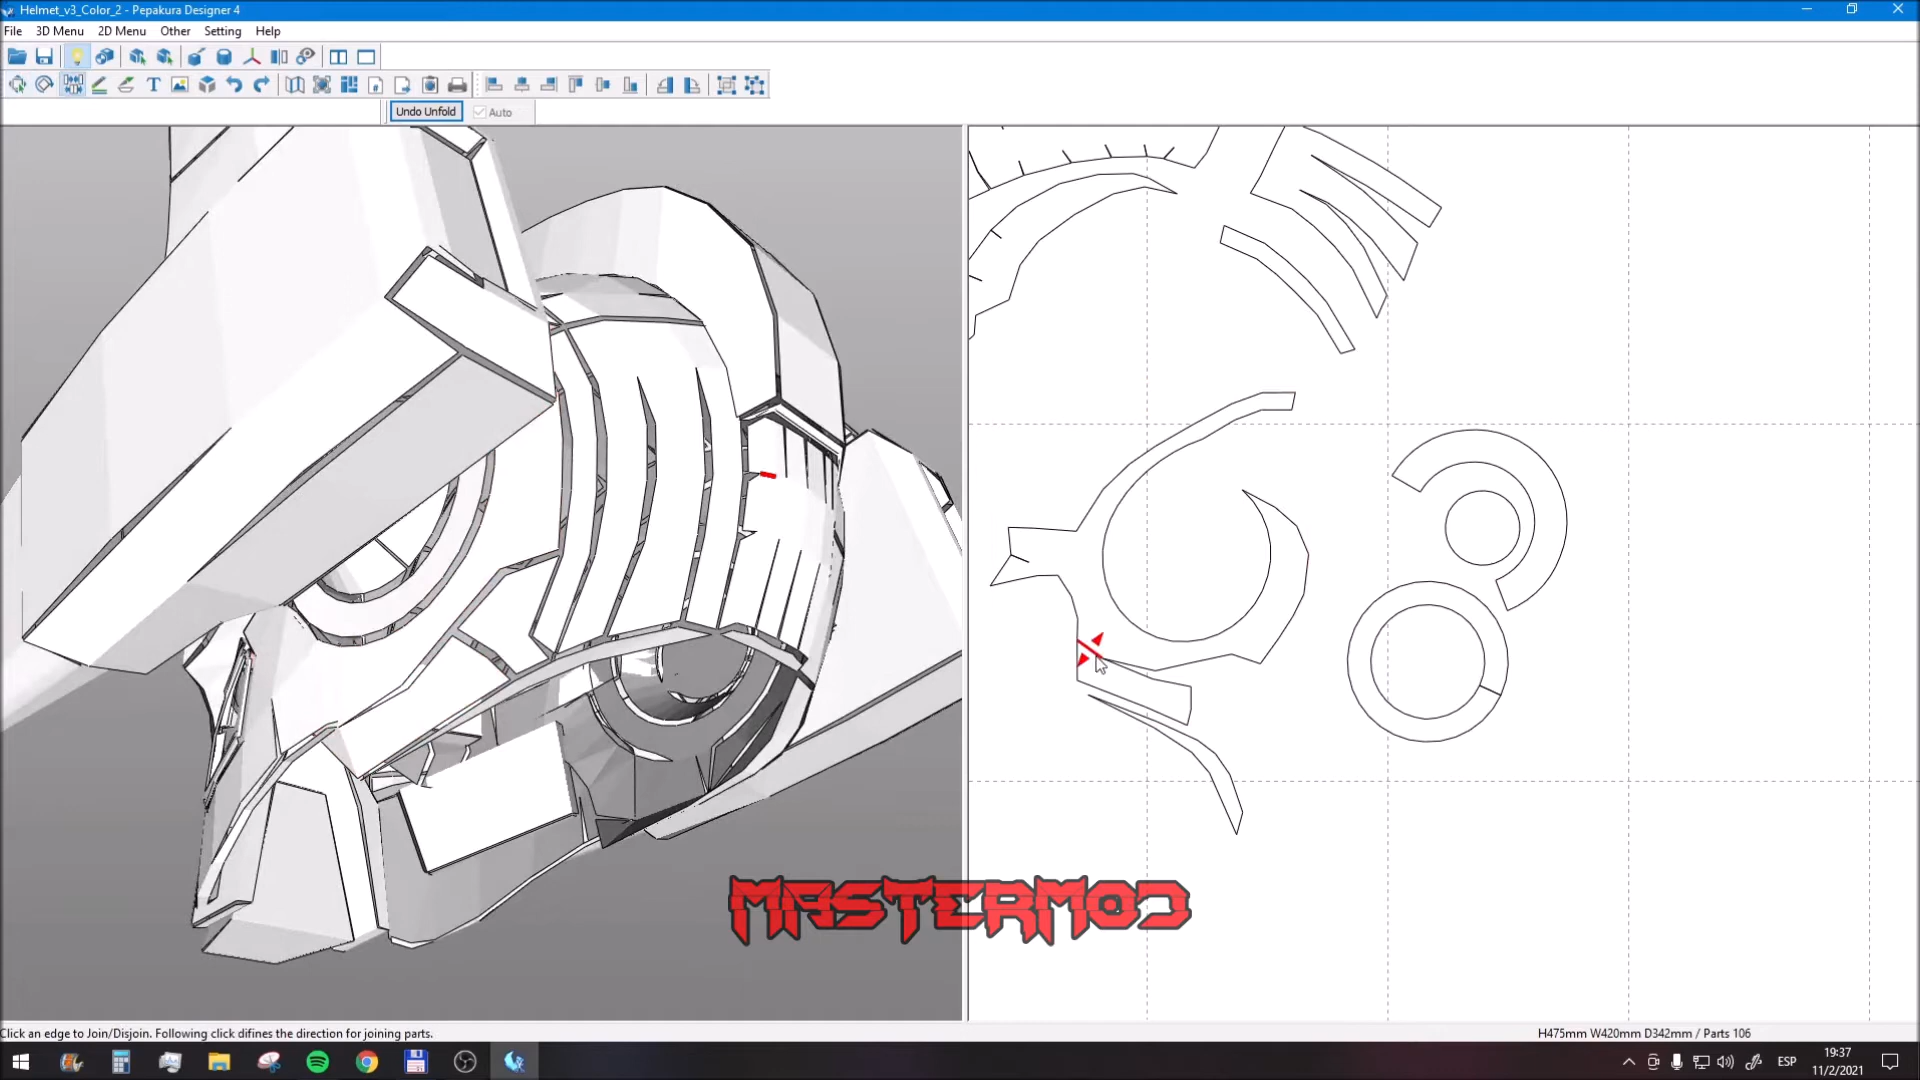 Helmet_v3_Color_2 - Pepakura Designer 4
File 3D Menu 2D Menu Other Setting Help
Undo Unfold Auto
MASTERMOD
Click an edge to Join/Disjoin. Following click difines the direction for joining parts.
H475mm W420mm D342mm / Parts 106
ESP
19:37
11/2/2021